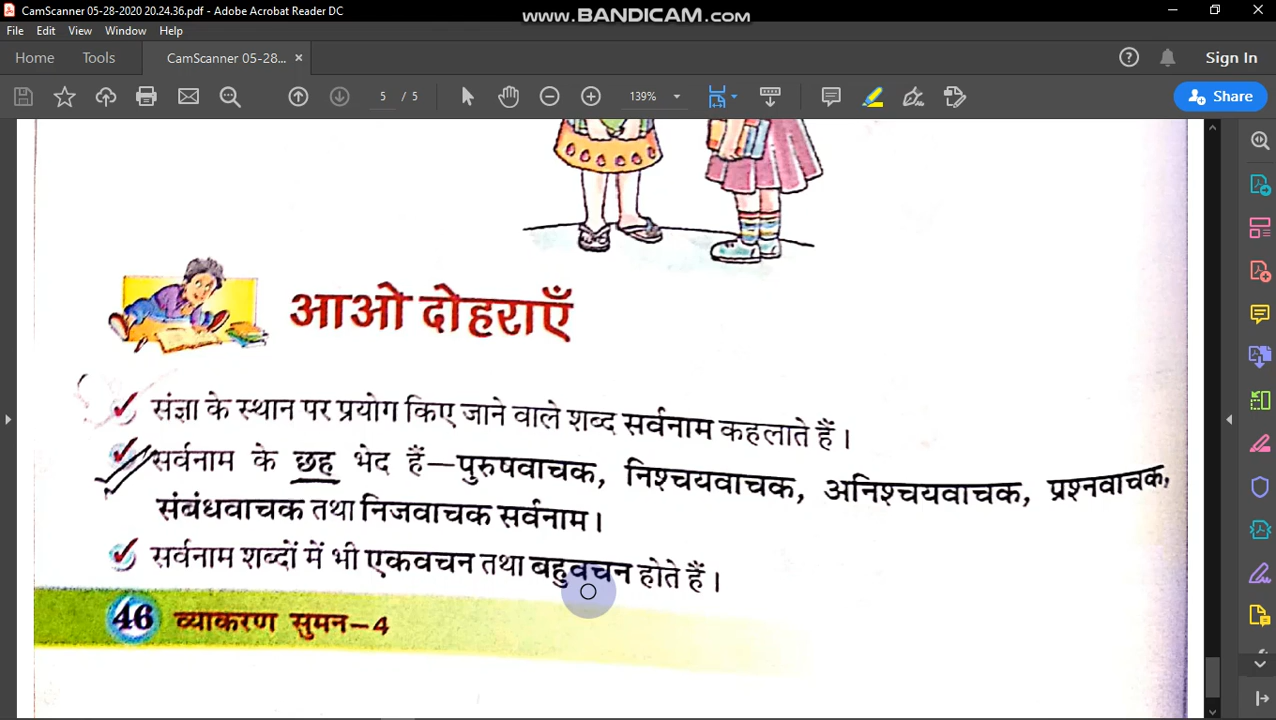 CamScanner 05-28-2020 20.24.36.pdf - Adobe Acrobat Reader DC
www.BANDICAM.com
File Edit View Window Help
Home Tools CamScanner 05-28... ×
Sign In
5 / 5 139% Share
आओ दोहराएँ
संज्ञा के स्थान पर प्रयोग किए जाने वाले शब्द सर्वनाम कहलाते हैं।
सर्वनाम के छह भेद हैं—पुरुषवाचक, निश्चयवाचक, अनिश्चयवाचक, प्रश्नवाचक,
संबंधवाचक तथा निजवाचक सर्वनाम।
सर्वनाम शब्दों में भी एकवचन तथा बहुवचन होते हैं।
46 व्याकरण सुमन–4